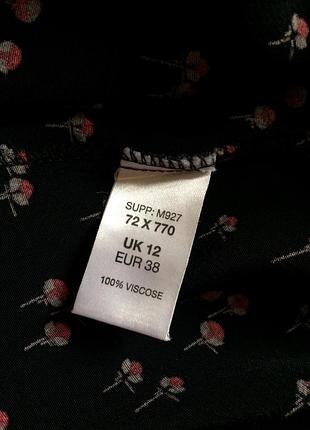 SUPP: M927
72 X 770
UK 12
EUR 38
100% VISCOSE